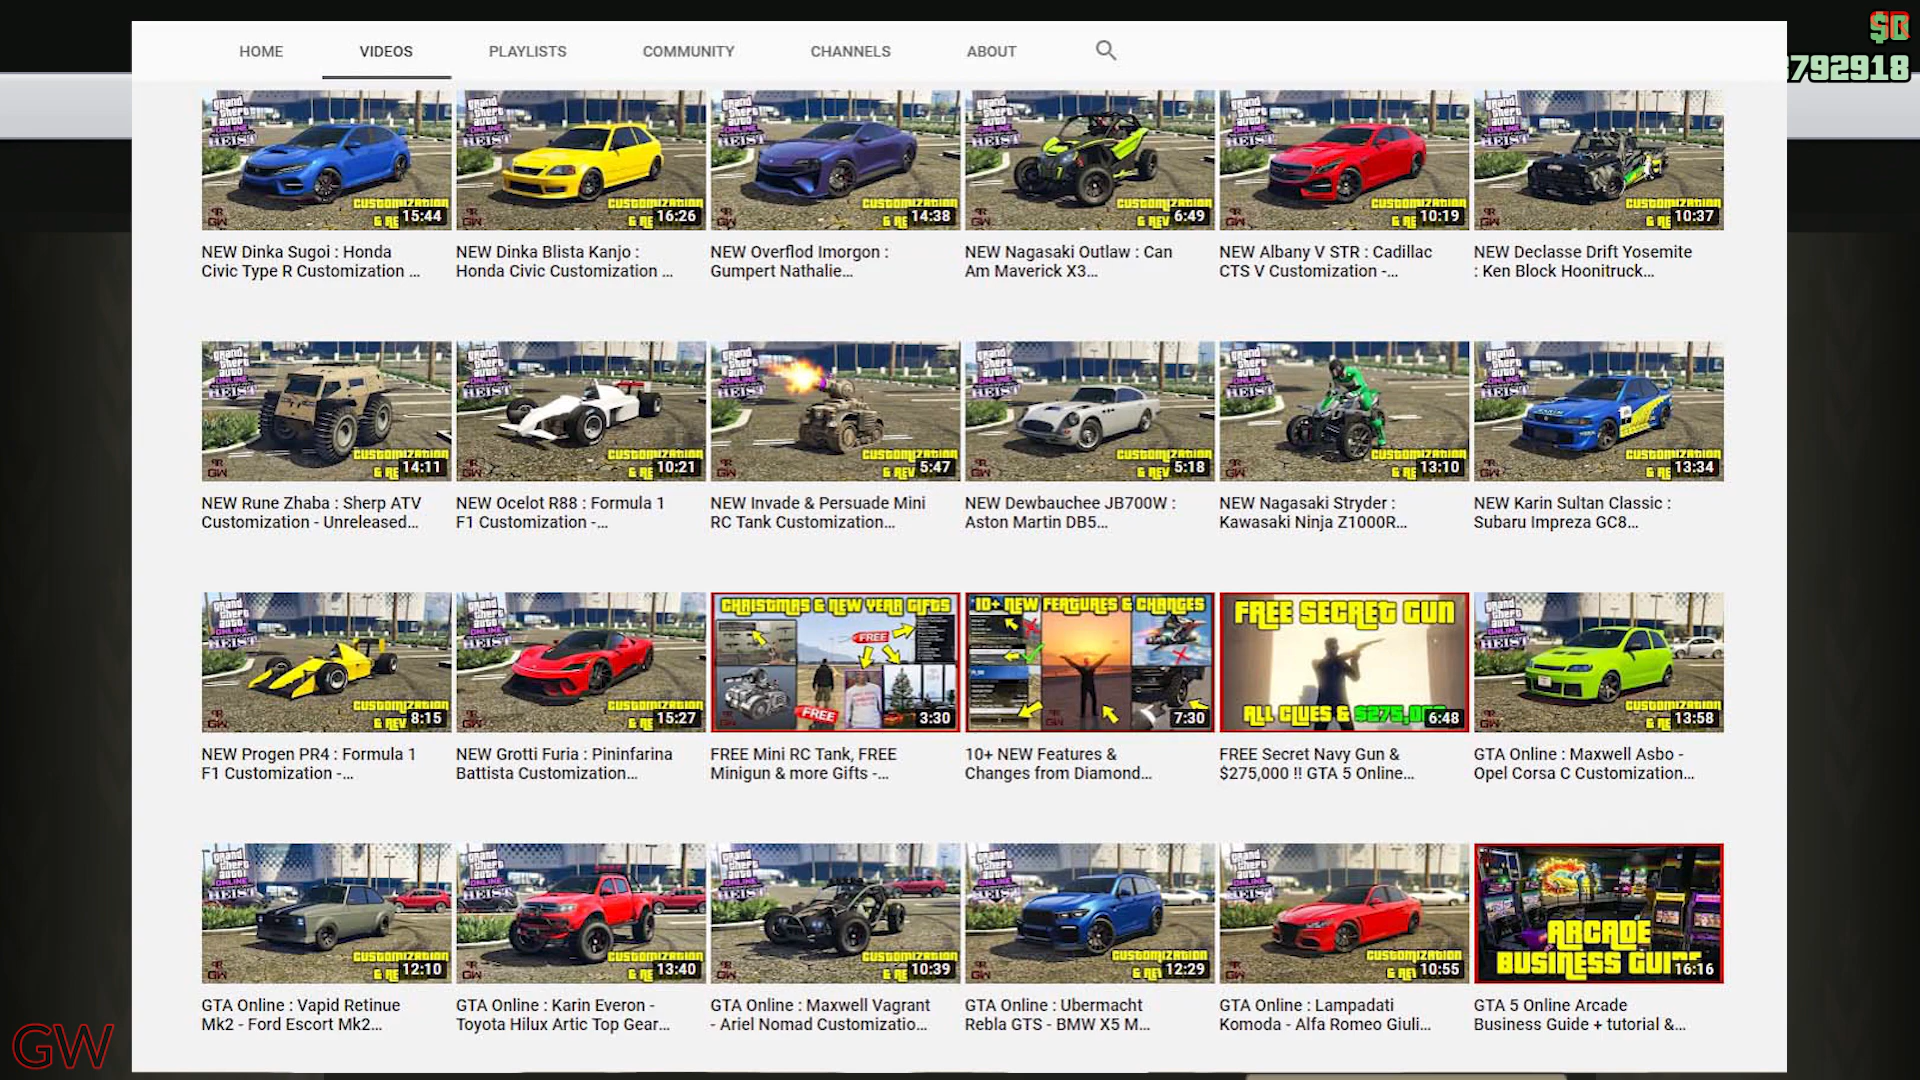 $0
792918
HOME VIDEOS PLAYLISTS COMMUNITY CHANNELS ABOUT
15:44 16:26 14:38 6:49 10:19 10:37
NEW Dinka Sugoi : Honda
Civic Type R Customization ...
NEW Dinka Blista Kanjo :
Honda Civic Customization ...
NEW Overflod Imorgon :
Gumpert Nathalie...
NEW Nagasaki Outlaw : Can
Am Maverick X3...
NEW Albany V STR : Cadillac
CTS V Customization -...
NEW Declasse Drift Yosemite
: Ken Block Hoonitruck...
14:11 10:21 5:47 5:18 13:10 13:34
NEW Rune Zhaba : Sherp ATV
Customization - Unreleased...
NEW Ocelot R88 : Formula 1
F1 Customization -...
NEW Invade & Persuade Mini
RC Tank Customization...
NEW Dewbauchee JB700W :
Aston Martin DB5...
NEW Nagasaki Stryder :
Kawasaki Ninja Z1000R...
NEW Karin Sultan Classic :
Subaru Impreza GC8...
CHRISTMAS & NEW YEAR GIFTS
FREE
FREE
10+ NEW FEATURES & CHANGES
FREE SECRET GUN
ALL CLUES & $275,0
8:15 15:27 3:30 7:30 6:48 13:58
NEW Progen PR4 : Formula 1
F1 Customization -...
NEW Grotti Furia : Pininfarina
Battista Customization...
FREE Mini RC Tank, FREE
Minigun & more Gifts -...
10+ NEW Features &
Changes from Diamond...
FREE Secret Navy Gun &
$275,000 !! GTA 5 Online...
GTA Online : Maxwell Asbo -
Opel Corsa C Customization...
ARCADE
BUSINESS GUI
12:10 13:40 10:39 12:29 10:55 16:16
GTA Online : Vapid Retinue
Mk2 - Ford Escort Mk2...
GTA Online : Karin Everon -
Toyota Hilux Artic Top Gear...
GTA Online : Maxwell Vagrant
- Ariel Nomad Customizatio...
GTA Online : Ubermacht
Rebla GTS - BMW X5 M...
GTA Online : Lampadati
Komoda - Alfa Romeo Giuli...
GTA 5 Online Arcade
Business Guide + tutorial &...
GW